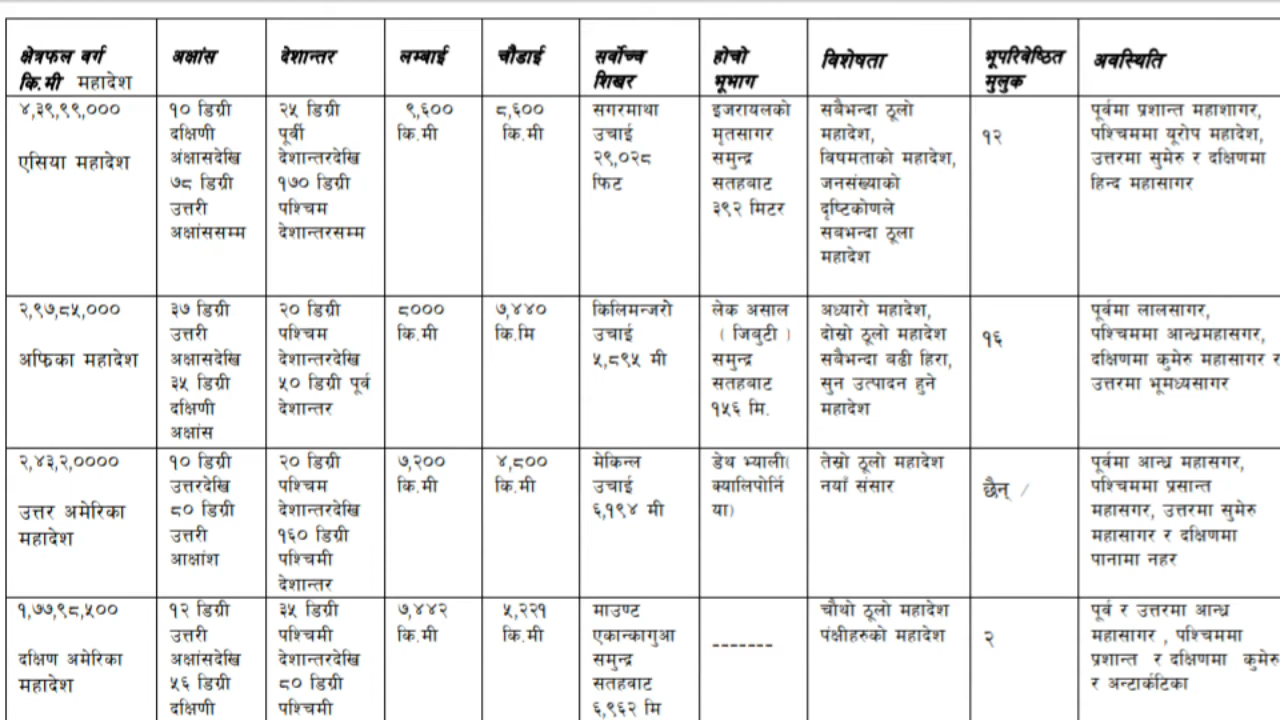 क्षेत्रफल बर्ग
कि.मी महादेश
अक्षांस
देशान्तर
लम्बाई
चौडाई
सर्वोच्च
शिखर
होचो
भूभाग
विशेषता
भूपरिबेष्ठित
मुलुक
अवस्थिति
४,३९,९९,०००
एसिया महादेश
१० डिग्री
दक्षिणी
अंक्षासदेखि
७८ डिग्री
उत्तरी
अक्षांससम्म
२५ डिग्री
पूर्वी
देशान्तरदेखि
१७० डिग्री
पश्चिम
देशान्तरसम्म
९,६००
कि.मी
८,६००
कि.मी
सगरमाथा
उचाई
२९,०२८
फिट
इजरायलको
मृतसागर
समुन्द्र
सतहबाट
३९२ मिटर
सबैभन्दा ठूलो
महादेश,
विषमताको महादेश,
जनसंख्याको
दृष्टिकोणले
सबभन्दा ठूला
महादेश
१२
पूर्वमा प्रशान्त महाशागर,
पश्चिममा यूरोप महादेश,
उत्तरमा सुमेरु र दक्षिणमा
हिन्द महासागर
२,९७,८५,०००
अफ्रिका महादेश
३७ डिग्री
उत्तरी
अक्षासदेखि
३५ डिग्री
दक्षिणी
अक्षांस
२० डिग्री
पश्चिम
देशान्तरदेखि
५० डिग्री पूर्व
देशान्तर
८०००
कि.मी
७,४४०
कि.मि
किलिमन्जरो
उचाई
५,८९५ मी
लेक असाल
( जिबुटी )
समुन्द्र
सतहबाट
१५६ मि.
अध्यारो महादेश,
दोस्रो ठूलो महादेश
सबैभन्दा बढी हिरा,
सुन उत्पादन हुने
महादेश
१६
पूर्वमा लालसागर,
पश्चिममा आन्ध्रमहासगर,
दक्षिणमा कुमेरु महासागर र
उत्तरमा भूमध्यसागर
२,४३,२,००००
उत्तर अमेरिका
महादेश
१० डिग्री
उत्तरदेखि
८० डिग्री
उत्तरी
आक्षांश
२० डिग्री
पश्चिम
देशान्तरदेखि
१६० डिग्री
पश्चिमी
देशान्तर
७,२००
कि.मी
४,८००
कि.मी
मेकिन्ल
उचाई
६,१९४ मी
डेथ भ्याली(
क्यालिपोर्नि
या)
तेस्रो ठूलो महादेश
नयाँ संसार
छैन् /
पूर्वमा आन्ध्र महासगर,
पश्चिममा प्रसान्त
महासगर, उत्तरमा सुमेरु
महासागर र दक्षिणमा
पानामा नहर
१,७७,९८,५००
दक्षिण अमेरिका
महादेश
१२ डिग्री
उत्तरी
अक्षांसदेखि
५६ डिग्री
दक्षिणी
३५ डिग्री
पश्चिमी
देशान्तरदेखि
८० डिग्री
पश्चिमी
७,४४२
कि.मी
५,२२१
कि.मी
माउण्ट
एकान्कागुआ
समुन्द्र
सतहबाट
६,९६२ मि
-------
चौथो ठूलो महादेश
पंक्षीहरुको महादेश
२
पूर्व र उत्तरमा आन्ध्र
महासागर , पश्चिममा
प्रशान्त र दक्षिणमा कुमेरु
र अन्टार्कटिका